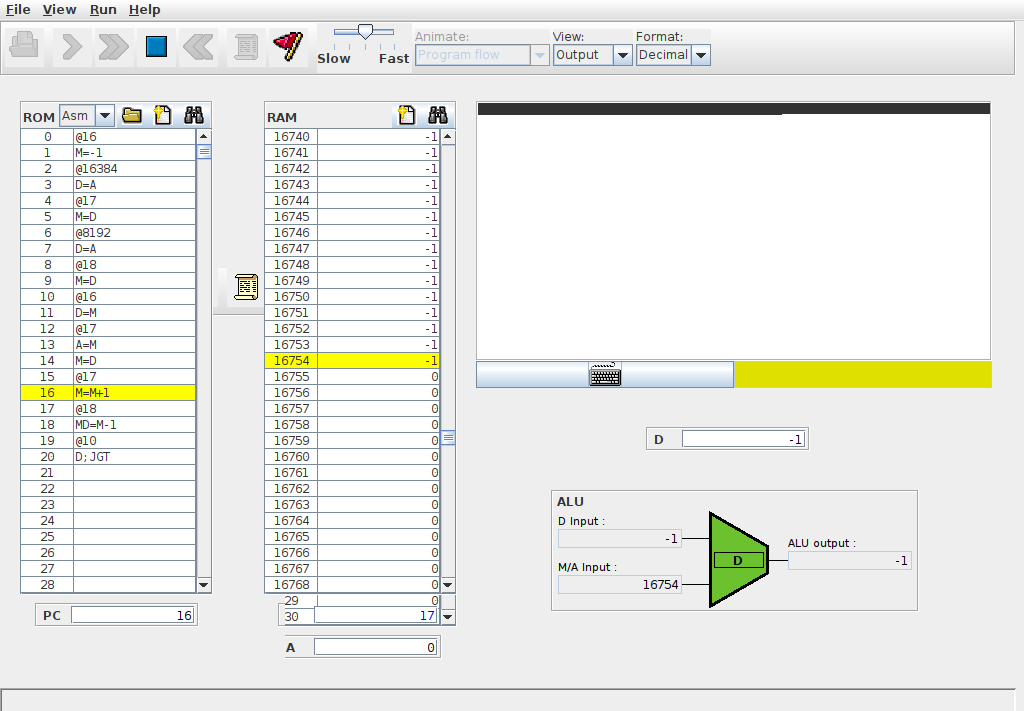 File View Run Help
Animate: View: Format:
Slow Fast Program flow Output Decimal
ROM Asm
0 @16
1 M=-1
2 @16384
3 D=A
4 @17
5 M=D
6 @8192
7 D=A
8 @18
9 M=D
10 @16
11 D=M
12 @17
13 A=M
14 M=D
15 @17
16 M=M+1
17 @18
18 MD=M-1
19 @10
20 D;JGT
21
22
23
24
25
26
27
28
PC 16
RAM
16740 -1
16741 -1
16742 -1
16743 -1
16744 -1
16745 -1
16746 -1
16747 -1
16748 -1
16749 -1
16750 -1
16751 -1
16752 -1
16753 -1
16754 -1
16755 0
16756 0
16757 0
16758 0
16759 0
16760 0
16761 0
16762 0
16763 0
16764 0
16765 0
16766 0
16767 0
16768 0
29 0
30 17
A 0
D -1
ALU
D Input :
-1
M/A Input :
16754
D
ALU output :
-1